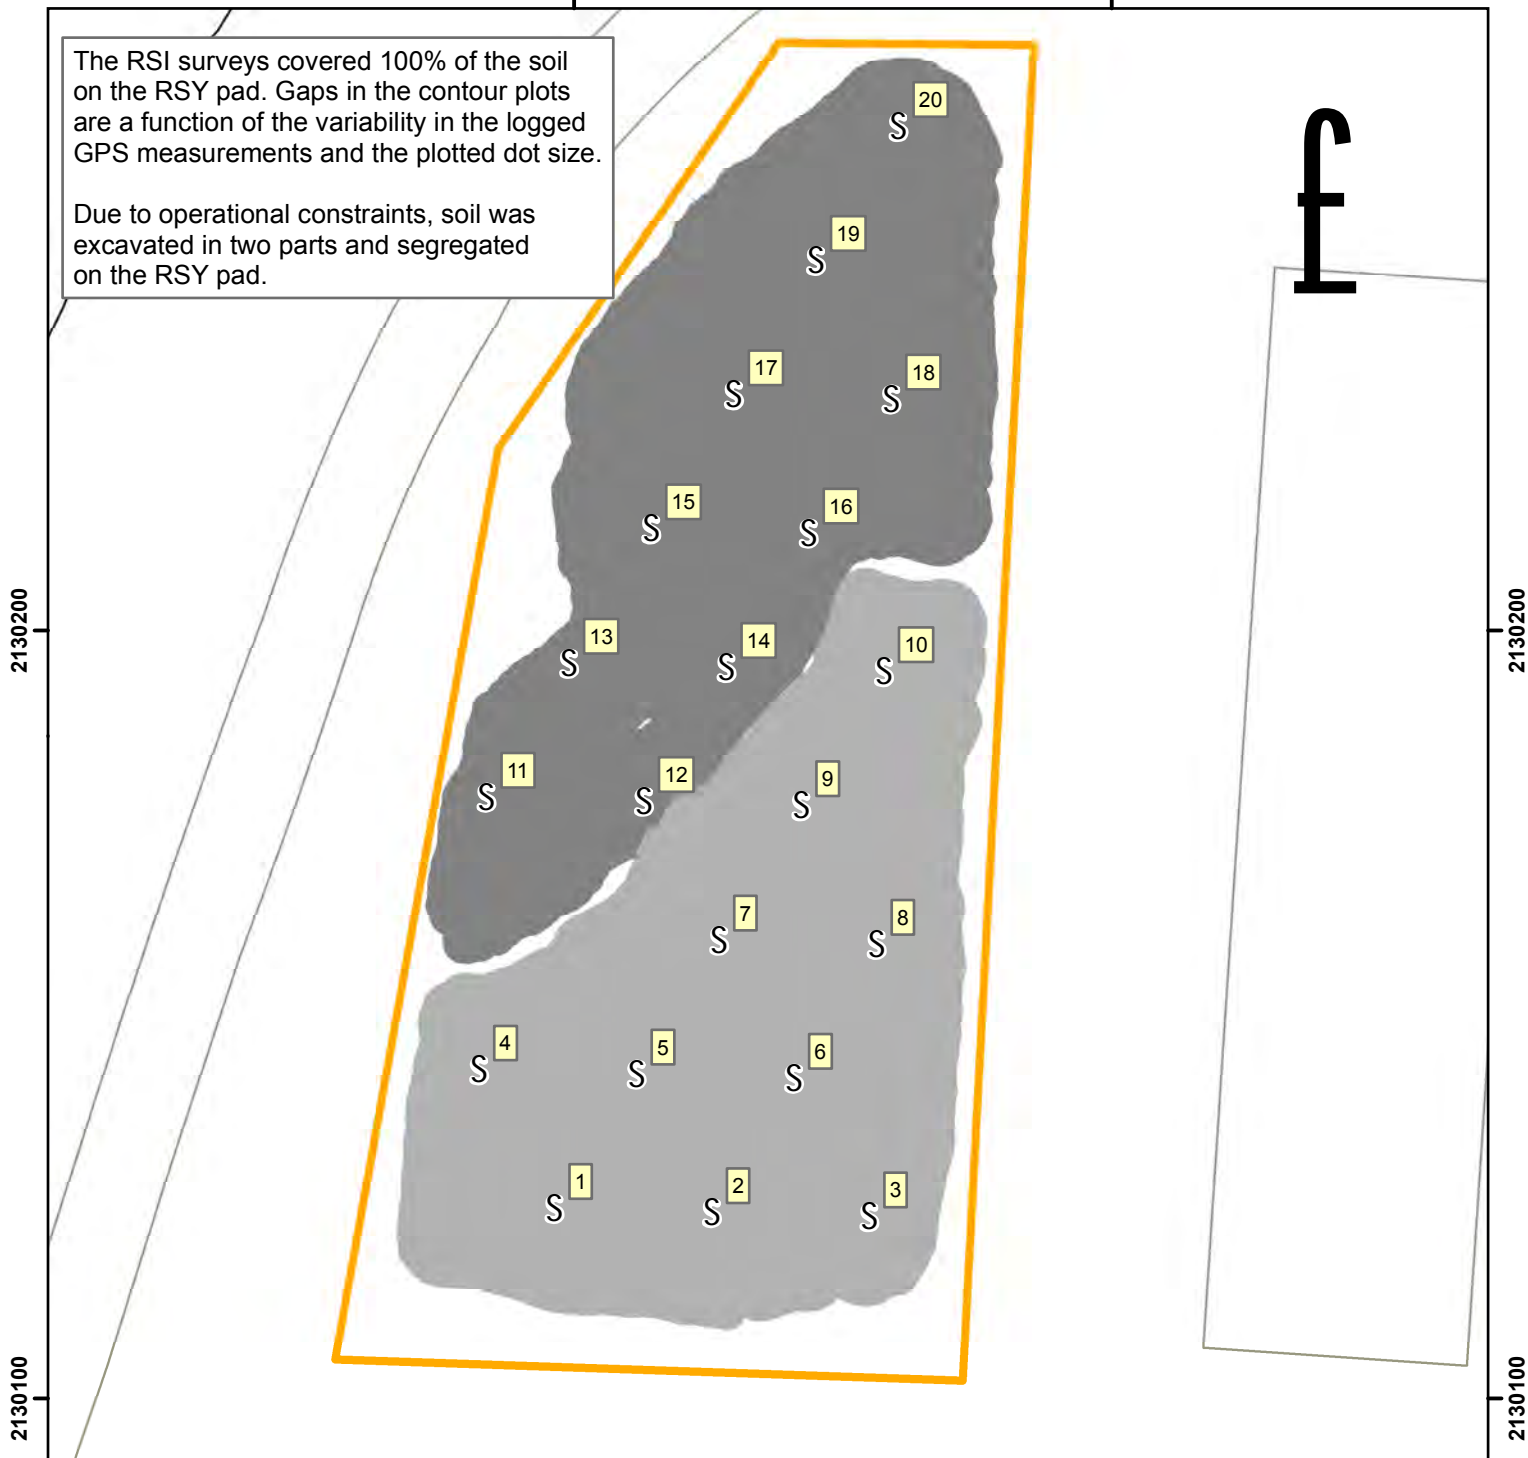 The RSI surveys covered 100% of the soil
on the RSY pad. Gaps in the contour plots
are a function of the variability in the logged
GPS measurements and the plotted dot size.
Due to operational constraints, soil was
excavated in two parts and segregated
on the RSY pad.
£
20
S
19
S
17
S
18
S
15
S
16
S
2130200
2130200
13
S
14
S
10
S
11
S
12
S
9
S
7
S
8
S
4
S
5
S
6
S
1
S
2
S
3
S
2130100
2130100